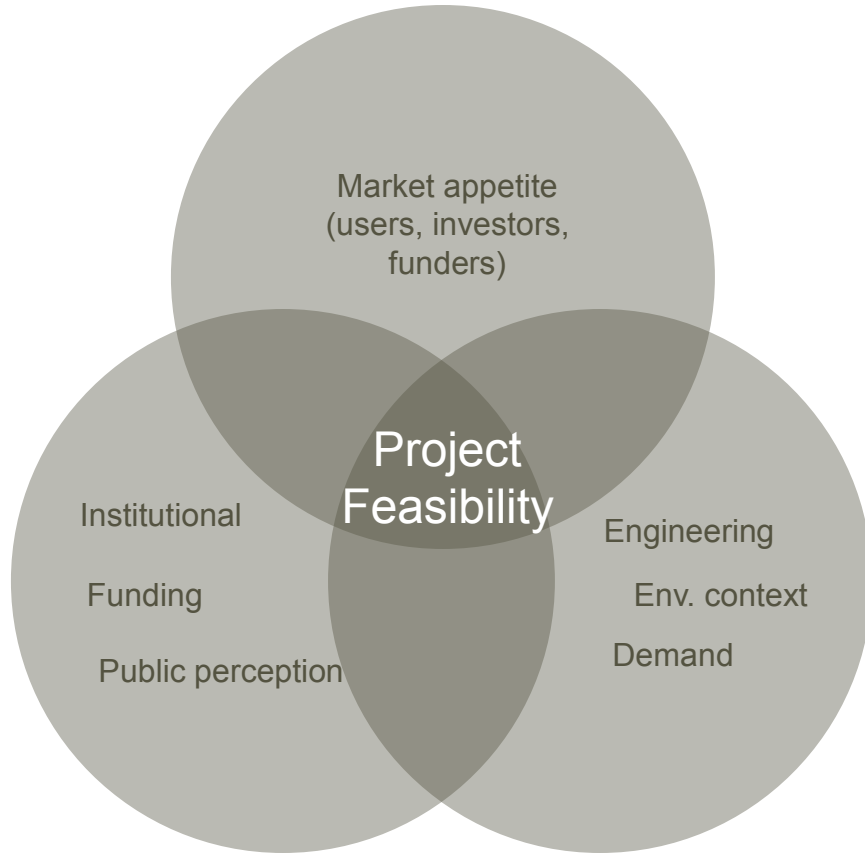 Market appetite
(users, investors,
funders)
Project
Feasibility
Institutional
Funding
Public perception
Engineering
Env. context
Demand